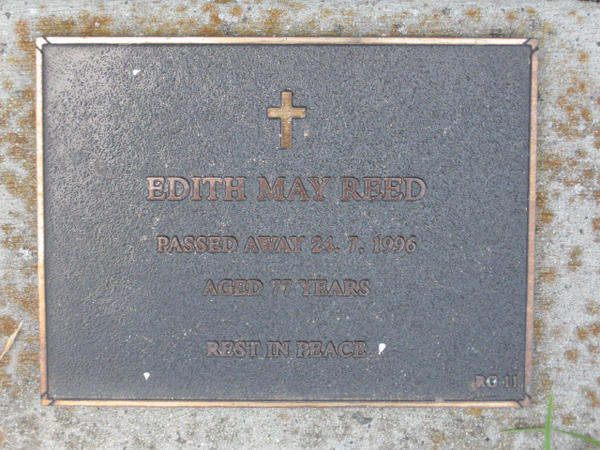 EDITH MAY REED
PASSED AWAY 24. 7. 1996
AGED 77 YEARS
REST IN PEACE.
RG 11